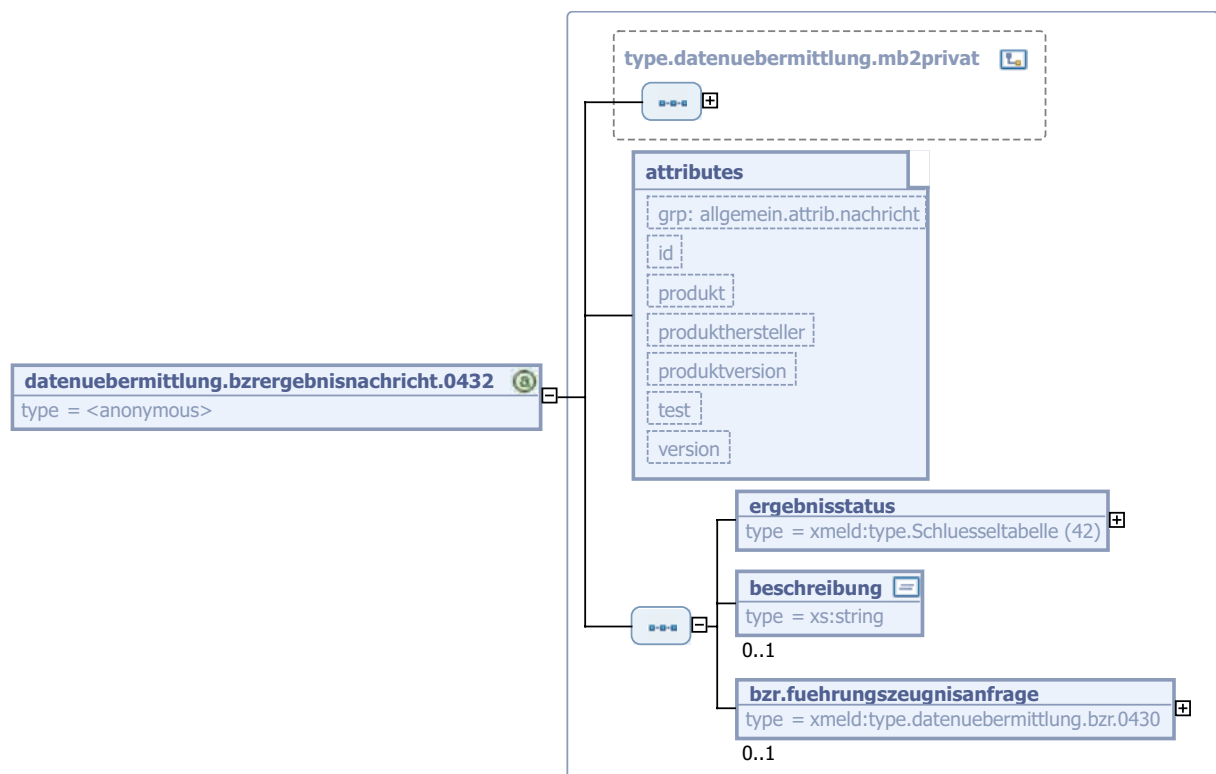 type.datenuebermittlung.mb2privat
attributes
grp: allgemein.attrib.nachricht
id
produkt
produkthersteller
produktversion
test
version
datenuebermittlung.bzrergebnisnachricht.0432
type = <anonymous>
ergebnisstatus
type = xmeld:type.Schluesseltabelle (42)
beschreibung
type = xs:string
0..1
bzr.fuehrungszeugnisanfrage
type = xmeld:type.datenuebermittlung.bzr.0430
0..1